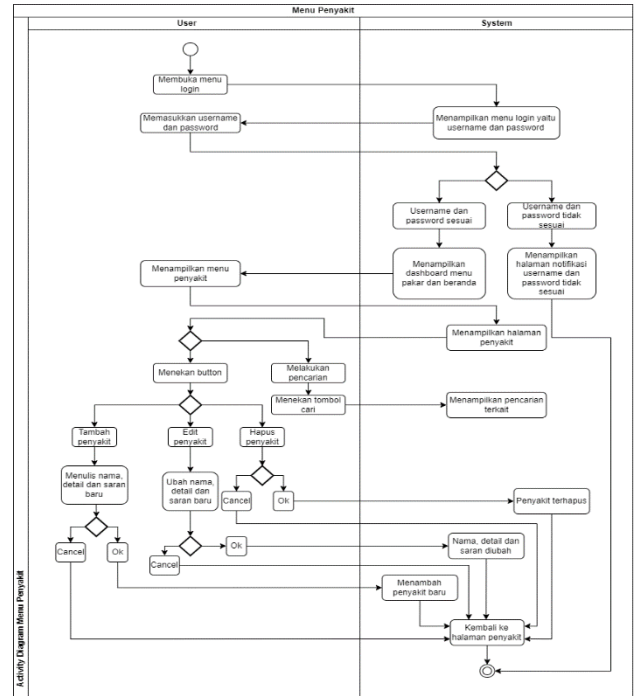 Menu Penyakit
User
System
Membuka menu
login
Memasukkan username
dan password
Menampilkan menu login yaitu
username dan password
Username dan
password sesuai
Username dan
password tidak
sesuai
Menampilkan
dashboard menu
pakar dan beranda
Menampilkan
halaman notifikasi
username dan
password tidak
sesuai
Menampilkan menu
penyakit
Menampilkan halaman
penyakit
Menekan button
Melakukan
pencarian
Menekan tombol
cari
Menampilkan pencarian
terkait
Tambah
penyakit
Edit
penyakit
Hapus
penyakit
Menulis nama,
detail dan saran
baru
Ubah nama,
detail dan
saran baru
Cancel
Ok
Penyakit terhapus
Cancel
Ok
Cancel
Ok
Nama, detail dan
saran diubah
Menambah
penyakit baru
Kembali ke
halaman penyakit
Activity Diagram Menu Penyakit